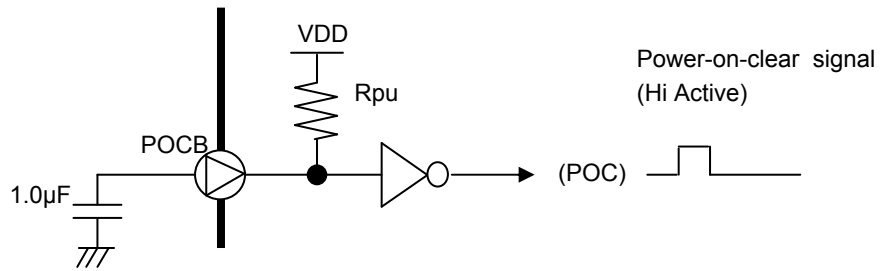 VDD
Rpu
Power-on-clear signal
(Hi Active)
POCB
(POC)
1.0µF